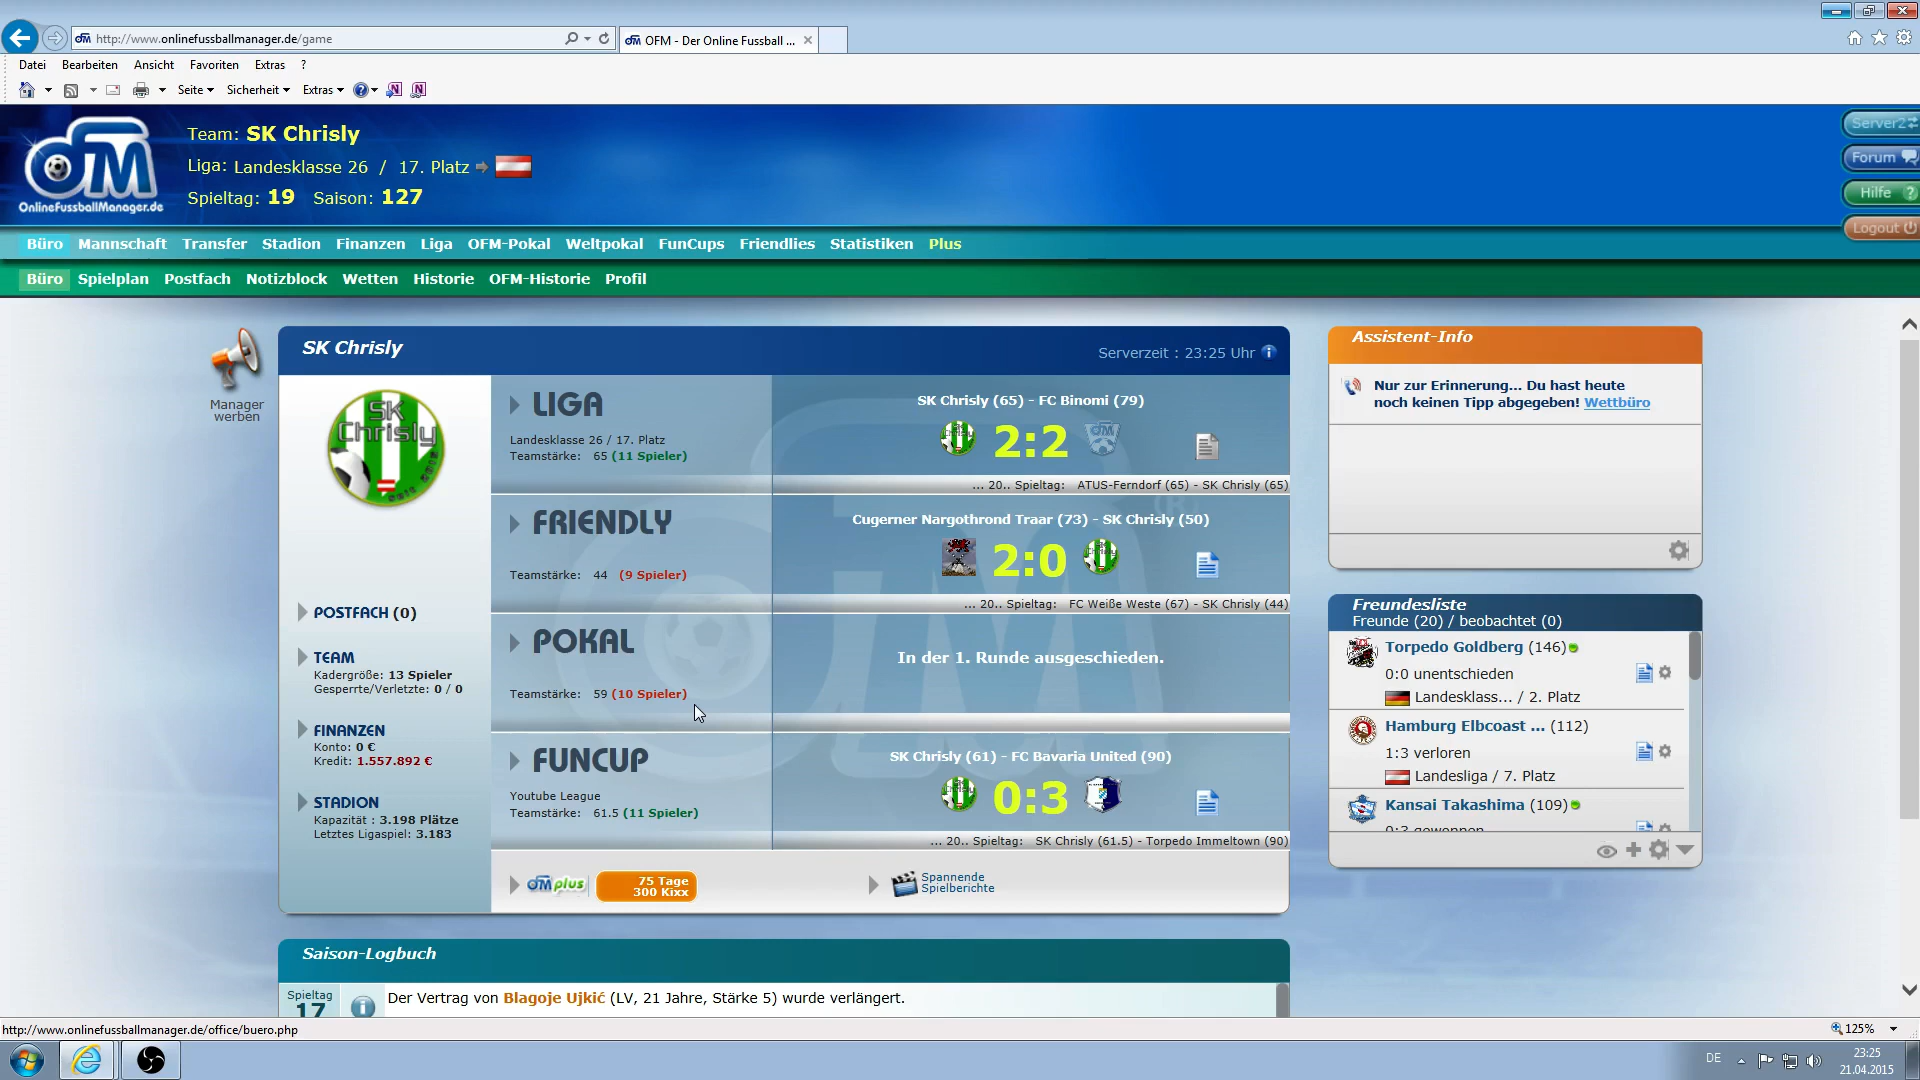 http://www.onlinefussballmanager.de/game
OFM - Der Online Fussball ...
Datei Bearbeiten Ansicht Favoriten Extras ?
Seite Sicherheit Extras
OFM
OnlineFussballManager.de
Team: SK Chrisly
Liga: Landesklasse 26 / 17. Platz
Spieltag: 19 Saison: 127
Server2
Forum
Hilfe ?
Logout
Büro Mannschaft Transfer Stadion Finanzen Liga OFM-Pokal Weltpokal FunCups Friendlies Statistiken Plus
Büro Spielplan Postfach Notizblock Wetten Historie OFM-Historie Profil
Manager
werben
SK Chrisly
Serverzeit : 23:25 Uhr
SK
Chrisly
POSTFACH (0)
TEAM
Kadergröße: 13 Spieler
Gesperrte/Verletzte: 0 / 0
FINANZEN
Konto: 0 €
Kredit: 1.557.892 €
STADION
Kapazität : 3.198 Plätze
Letztes Ligaspiel: 3.183
LIGA
Landesklasse 26 / 17. Platz
Teamstärke: 65 (11 Spieler)
SK Chrisly (65) - FC Binomi (79)
2:2
... 20.. Spieltag: ATUS-Ferndorf (65) - SK Chrisly (65)
FRIENDLY
Teamstärke: 44 (9 Spieler)
Cugerner Nargothrond Traar (73) - SK Chrisly (50)
2:0
... 20.. Spieltag: FC Weiße Weste (67) - SK Chrisly (44)
POKAL
Teamstärke: 59 (10 Spieler)
In der 1. Runde ausgeschieden.
FUNCUP
Youtube League
Teamstärke: 61.5 (11 Spieler)
SK Chrisly (61) - FC Bavaria United (90)
0:3
... 20.. Spieltag: SK Chrisly (61.5) - Torpedo Immeltown (90)
OFM plus
75 Tage
300 Kixx
Spannende
Spielberichte
Assistent-Info
Nur zur Erinnerung... Du hast heute
noch keinen Tipp abgegeben! Wettbüro
Freundesliste
Freunde (20) / beobachtet (0)
Torpedo Goldberg (146)
0:0 unentschieden
Landesklass... / 2. Platz
Hamburg Elbcoast ... (112)
1:3 verloren
Landesliga / 7. Platz
Kansai Takashima (109)
0:3 gewonnen
Saison-Logbuch
Spieltag
17
Der Vertrag von Blagoje Ujkić (LV, 21 Jahre, Stärke 5) wurde verlängert.
http://www.onlinefussballmanager.de/office/buero.php
125%
DE
23:25
21.04.2015